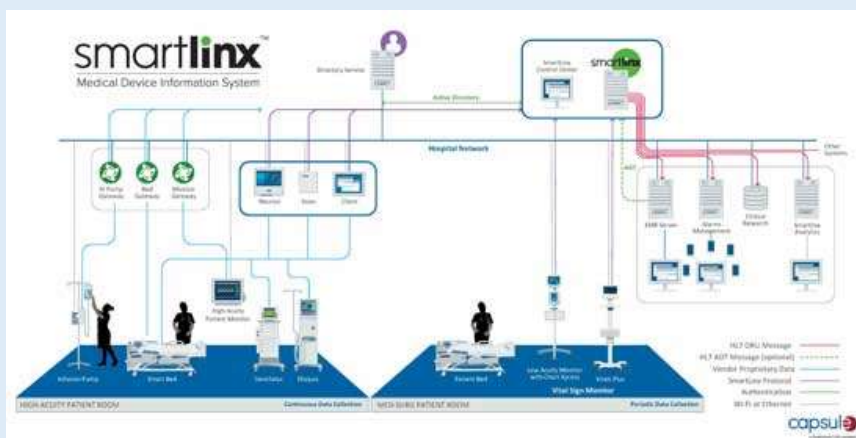 smartlinx™
Medical Device Information System
Directory Service
SmartLinx
Control Center
smartlinx
Active Directory
Hospital Network
Other
Systems
ADT
IV Pump
Gateway
Bed
Gateway
Monitor
Gateway
Neuron
Axon
Client
EMR Server
Alarms
Management
Clinical
Research
SmartLinx
Analytics
High Acuity
Patient Monitor
Infusion Pump
Smart Bed
Ventilator
Dialysis
Patient Bed
Low Acuity Monitor
with Chart Xpress
Vitals Plus
Vital Sign Monitor
HIGH ACUITY PATIENT ROOM
Continuous Data Collection
MED-SURG PATIENT ROOM
Periodic Data Collection
HL7 ORU Message
HL7 ADT Message (optional)
Vendor Proprietary Data
SmartLinx Protocol
Authentication
Wi-Fi or Ethernet
capsule